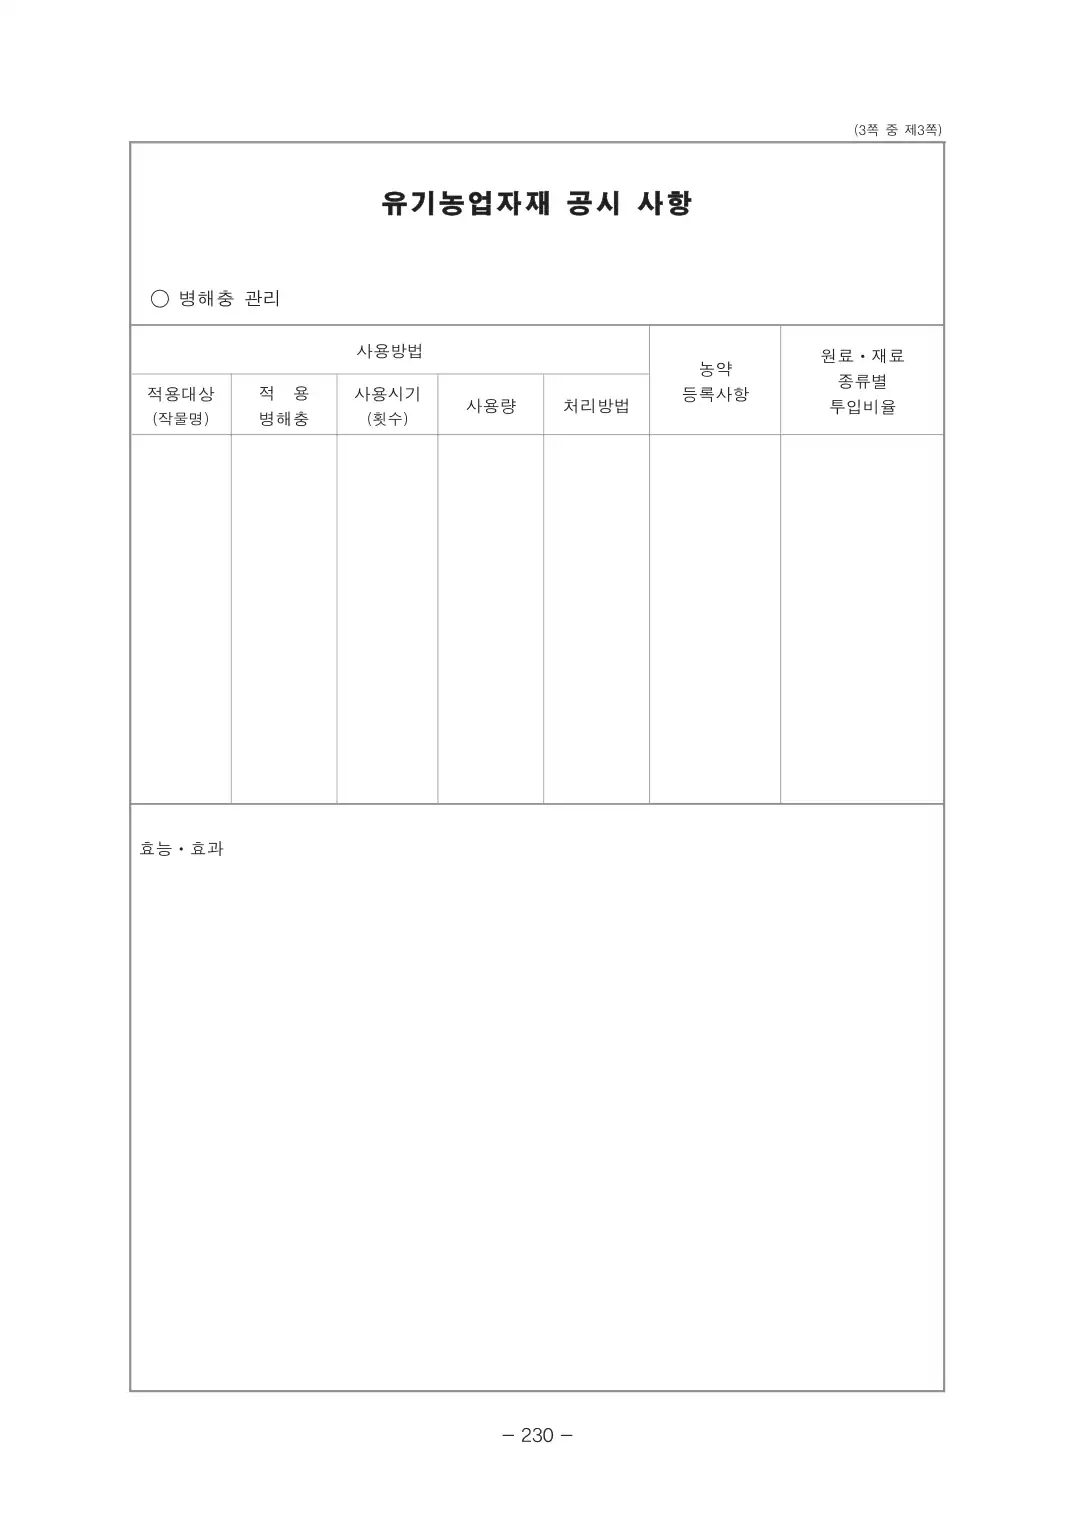 (3쪽 중 제3쪽)
유기농업자재 공시 사항
○ 병해충 관리
사용방법
농약
등록사항
원료·재료
종류별
투입비율
적용대상
(작물명)
적 용
병해충
사용시기
(횟수)
사용량
처리방법
효능·효과
- 230 -